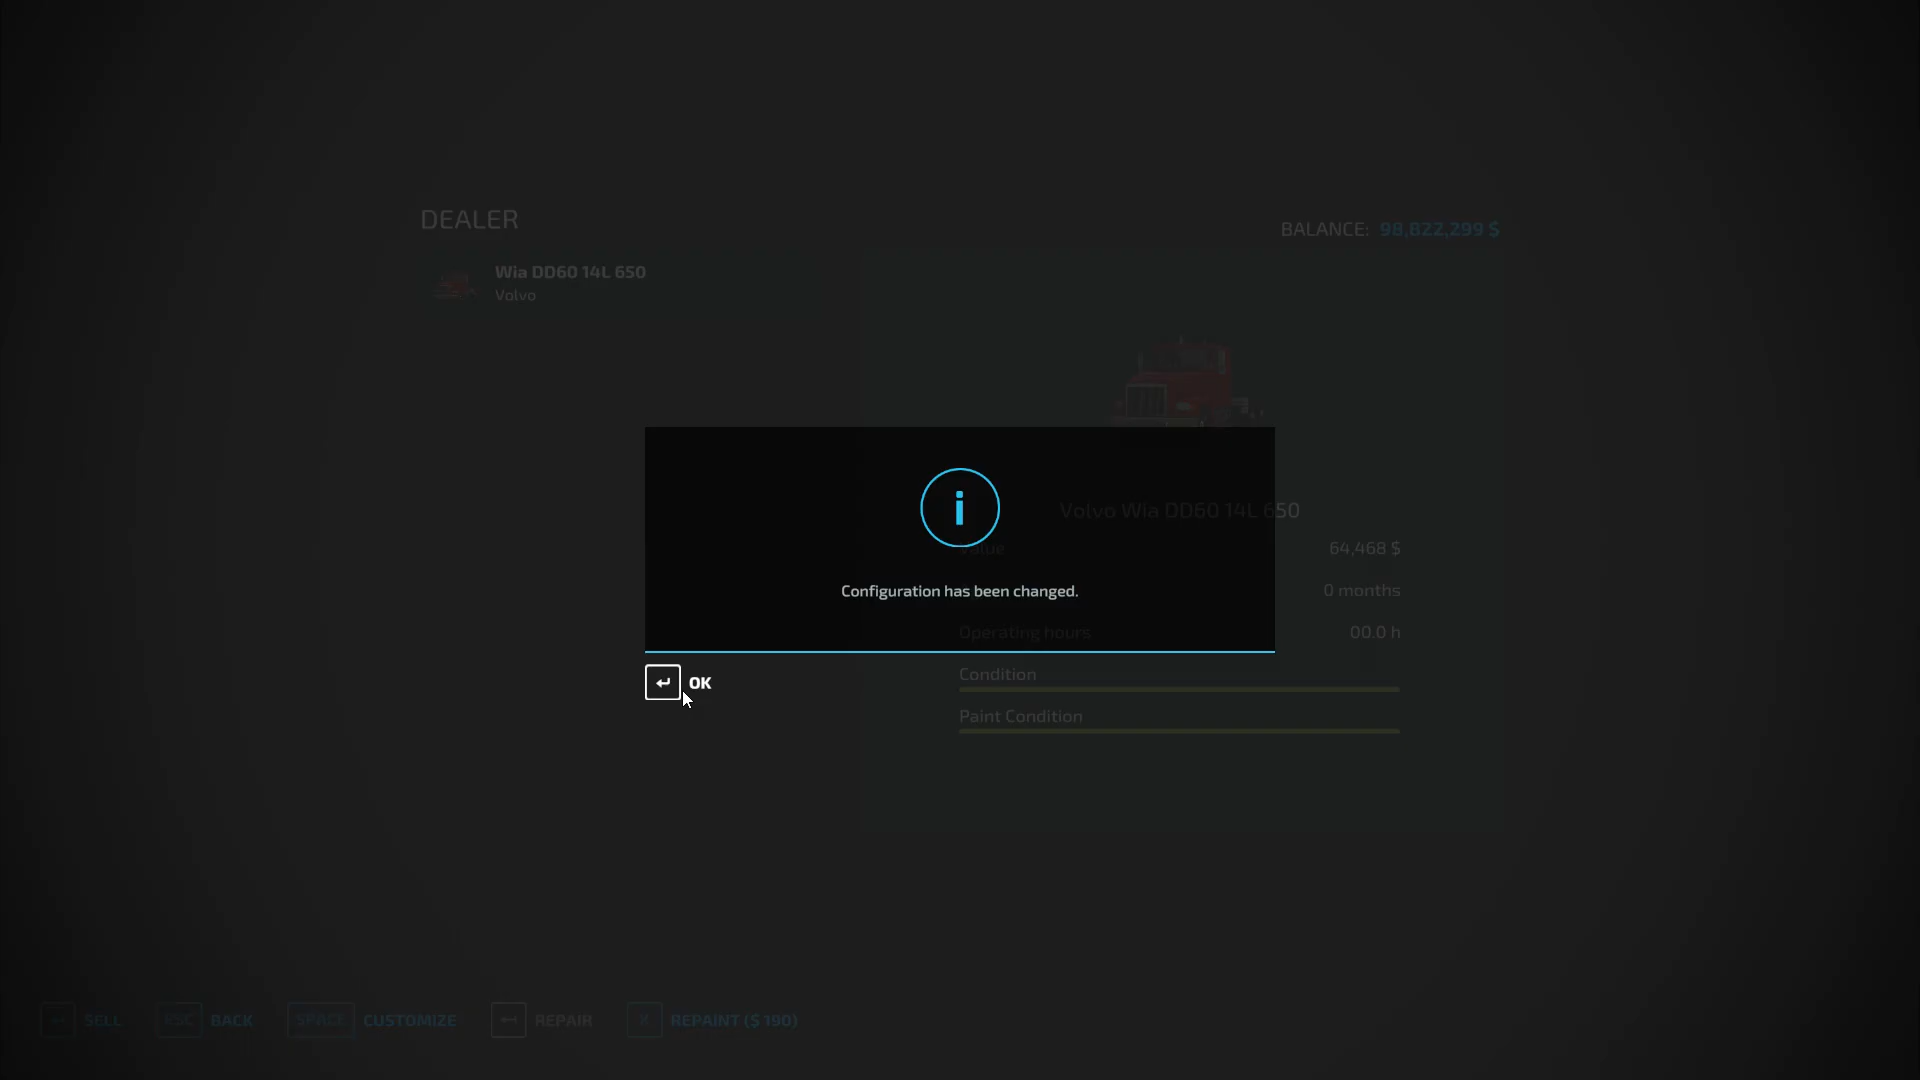 DEALER
BALANCE: 98,822,299 $
Wia DD60 14L 650
Volvo
Volvo Wia DD60 14L 650
Value 64,468 $
Configuration has been changed.
0 months
Operating hours 00.0 h
Condition
OK
Paint Condition
SELL ESC BACK SPACE CUSTOMIZE REPAIR X REPAINT ($ 190)